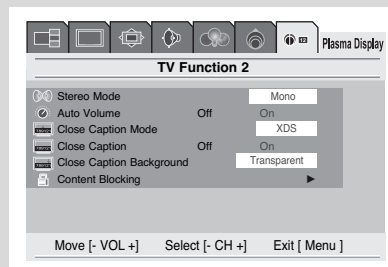 Plasma Display
TV Function 2
Stereo Mode Mono
Auto Volume Off On
Close Caption Mode XDS
Close Caption Off On
Close Caption Background Transparent
Content Blocking ►
Move [- VOL +] Select [- CH +] Exit [ Menu ]